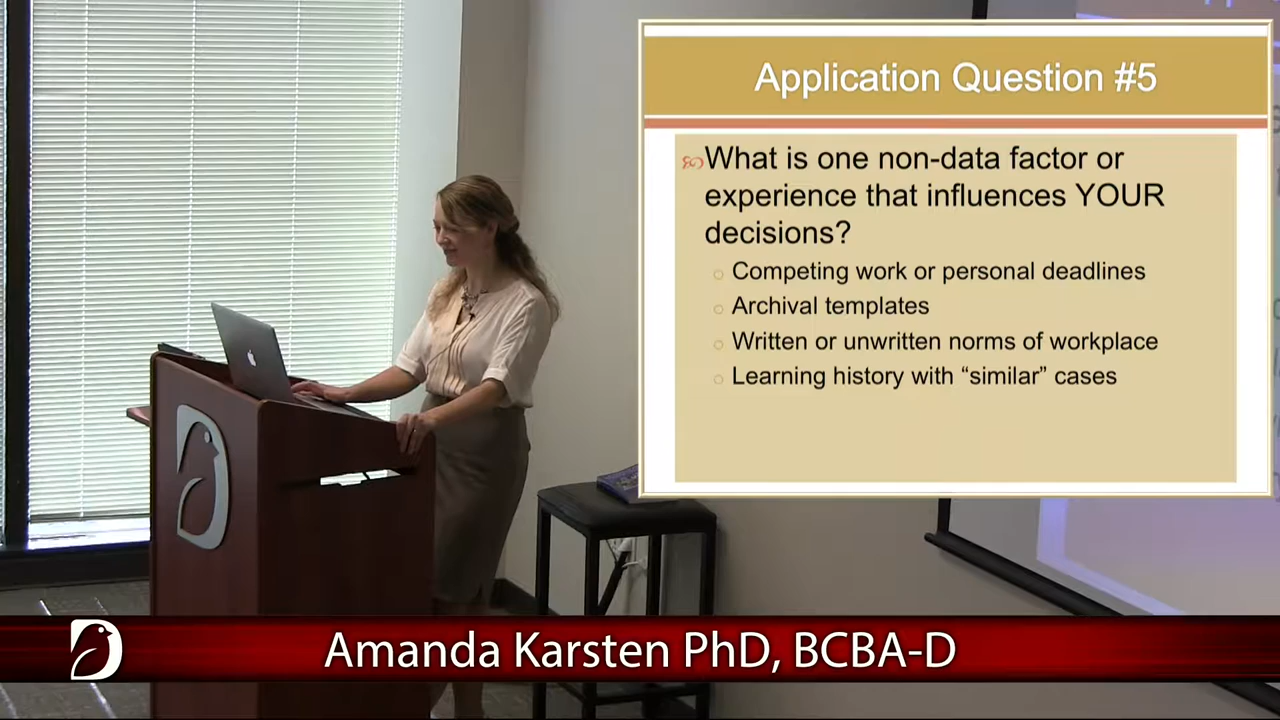 Application Question #5
What is one non-data factor or
experience that influences YOUR
decisions?
Competing work or personal deadlines
Archival templates
Written or unwritten norms of workplace
Learning history with “similar” cases
Amanda Karsten PhD, BCBA-D